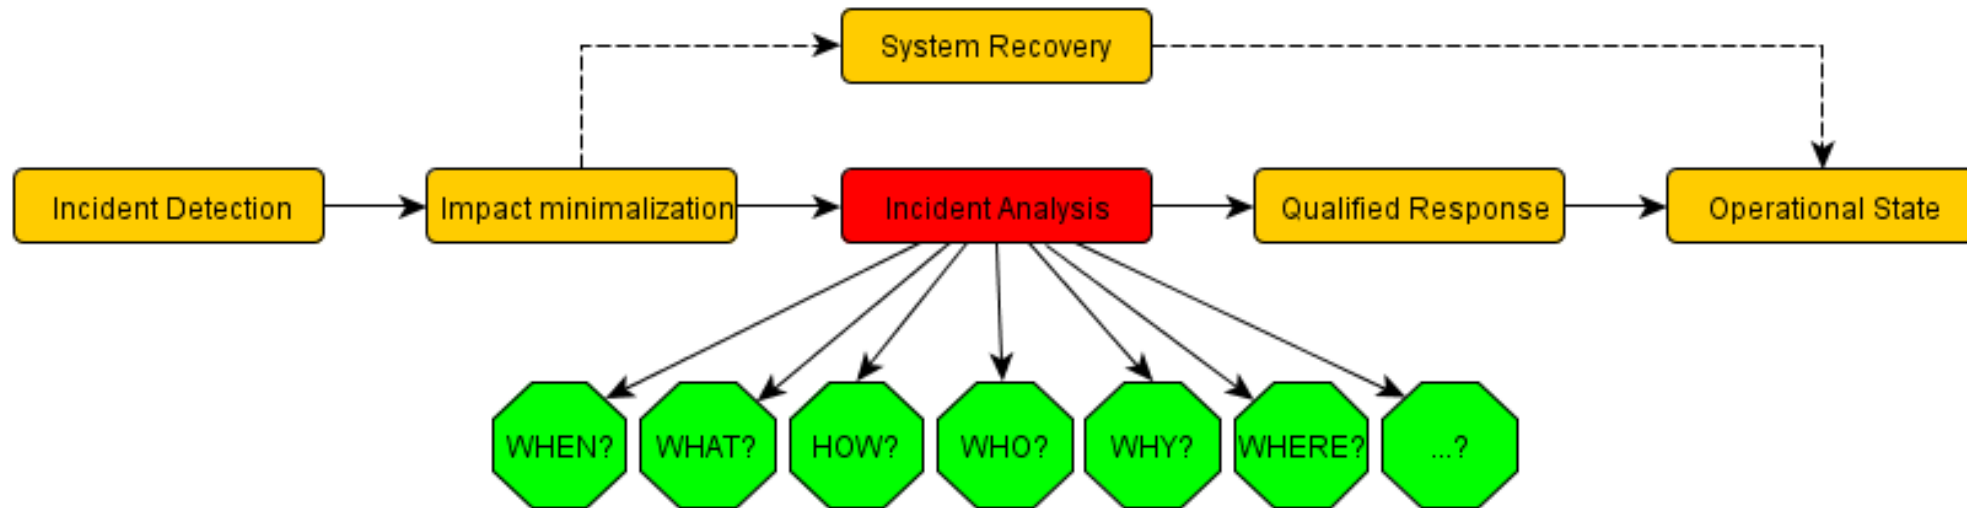 System Recovery
Incident Detection
Impact minimalization
Incident Analysis
Qualified Response
Operational State
WHEN?
WHAT?
HOW?
WHO?
WHY?
WHERE?
...?